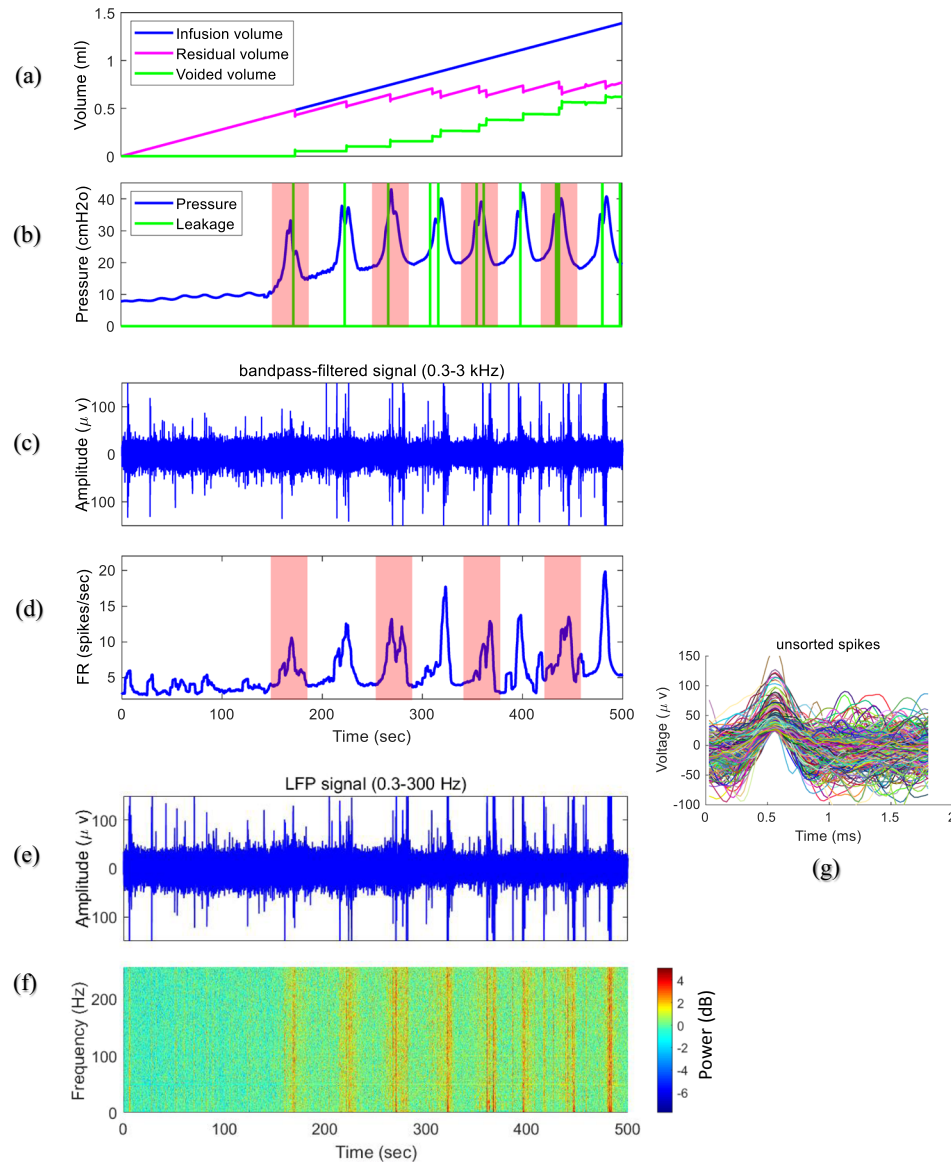 (a)
Volume (ml)
1.5
1
0.5
0
Infusion volume
Residual volume
Voided volume
(b)
Pressure (cmH2o)
40
30
20
10
0
Pressure
Leakage
bandpass-filtered signal (0.3-3 kHz)
(c)
Amplitude (μ v)
100
0
100
(d)
FR (spikes/sec)
20
15
10
5
0 100 200 300 400 500
Time (sec)
unsorted spikes
Voltage (μ v)
150
100
50
0
-50
-100
0 0.5 1 1.5 2
Time (ms)
(g)
LFP signal (0.3-300 Hz)
(e)
Amplitude (μ v)
100
0
100
(f)
Frequency (Hz)
200
100
0
0 100 200 300 400 500
Time (sec)
4
2
0
-2
-4
-6
Power (dB)